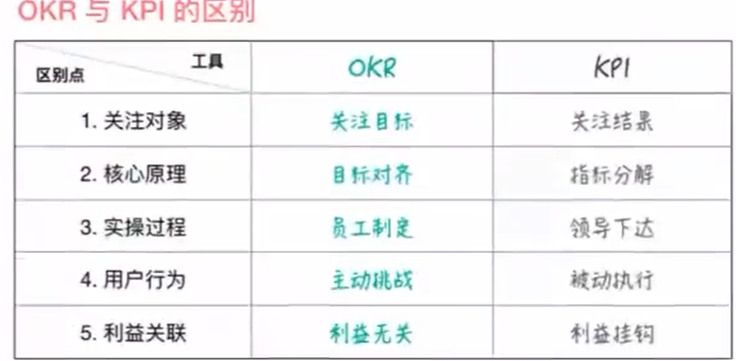 OKR 与 KPI 的区别
工具
区别点
OKR
KPI
1. 关注对象
关注目标
关注结果
2. 核心原理
目标对齐
指标分解
3. 实操过程
员工制定
领导下达
4. 用户行为
主动挑战
被动执行
5. 利益关联
利益无关
利益挂钩